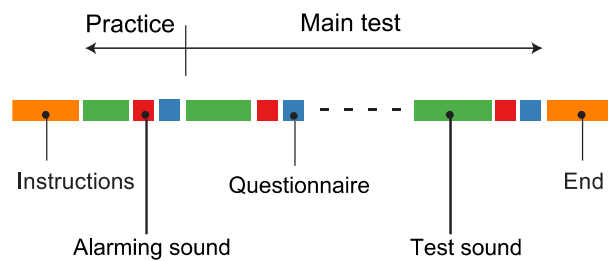 Practice
Main test
Instructions
Questionnaire
End
Alarming sound
Test sound